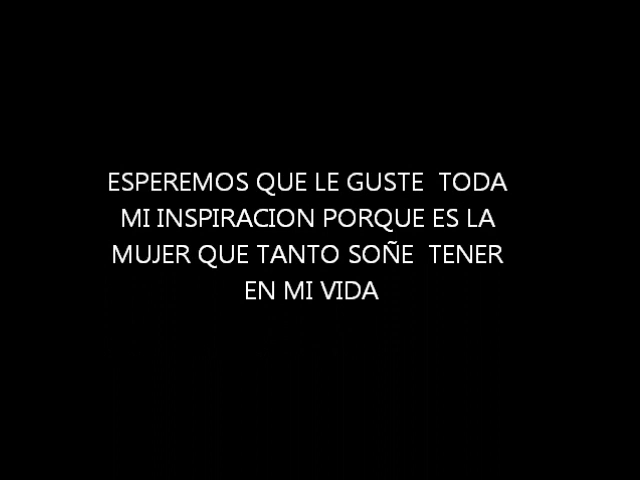 ESPEREMOS QUE LE GUSTE  TODA
MI INSPIRACION PORQUE ES LA
MUJER QUE TANTO SOÑE  TENER
EN MI VIDA